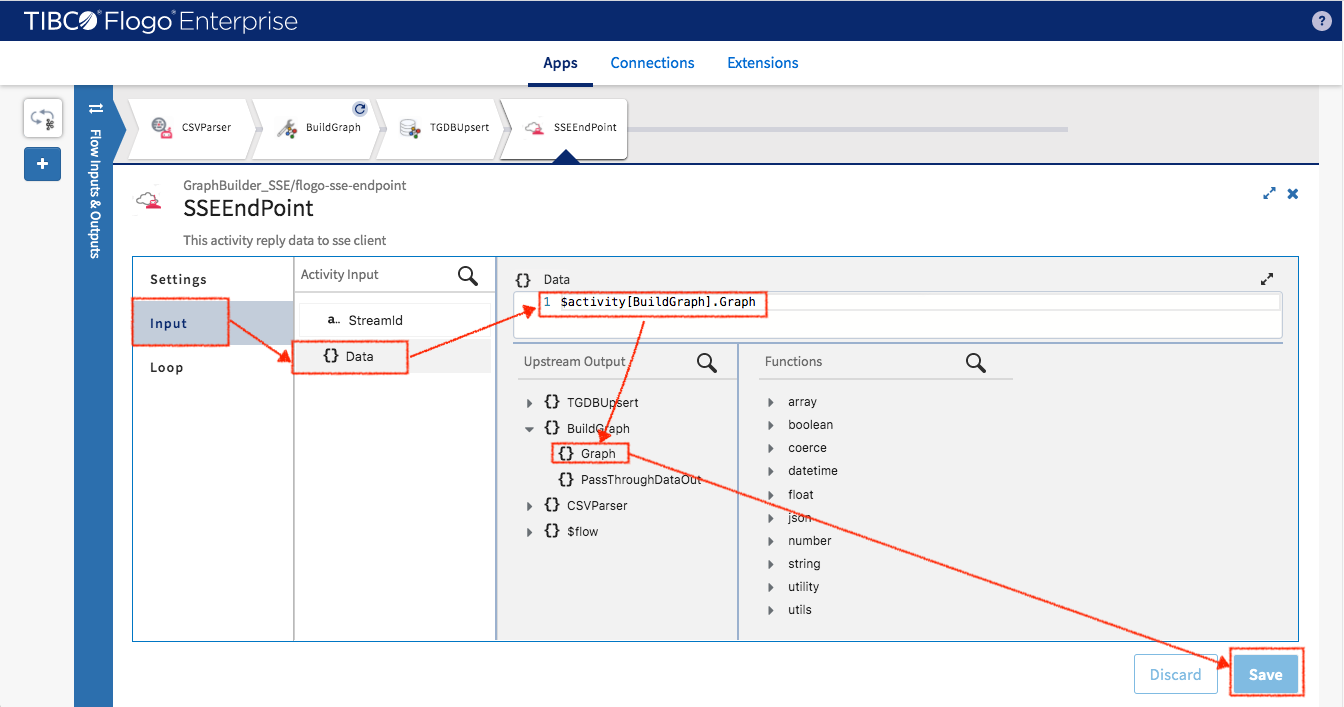 TIBCO® Flogo® Enterprise
?
Apps Connections Extensions
Flow Inputs & Outputs
+
CSVParser BuildGraph TGDBUpsert SSEEndPoint
GraphBuilder_SSE/flogo-sse-endpoint
SSEEndPoint
This activity reply data to sse client
Settings
Input
Loop
Activity Input
a.. StreamId
{} Data
{} Data
1 $activity[BuildGraph].Graph
Upstream Output
{} TGDBUpsert
{} BuildGraph
{} Graph
{} PassThroughDataOut
{} CSVParser
{} $flow
Functions
array
boolean
coerce
datetime
float
json
number
string
utility
utils
Discard Save